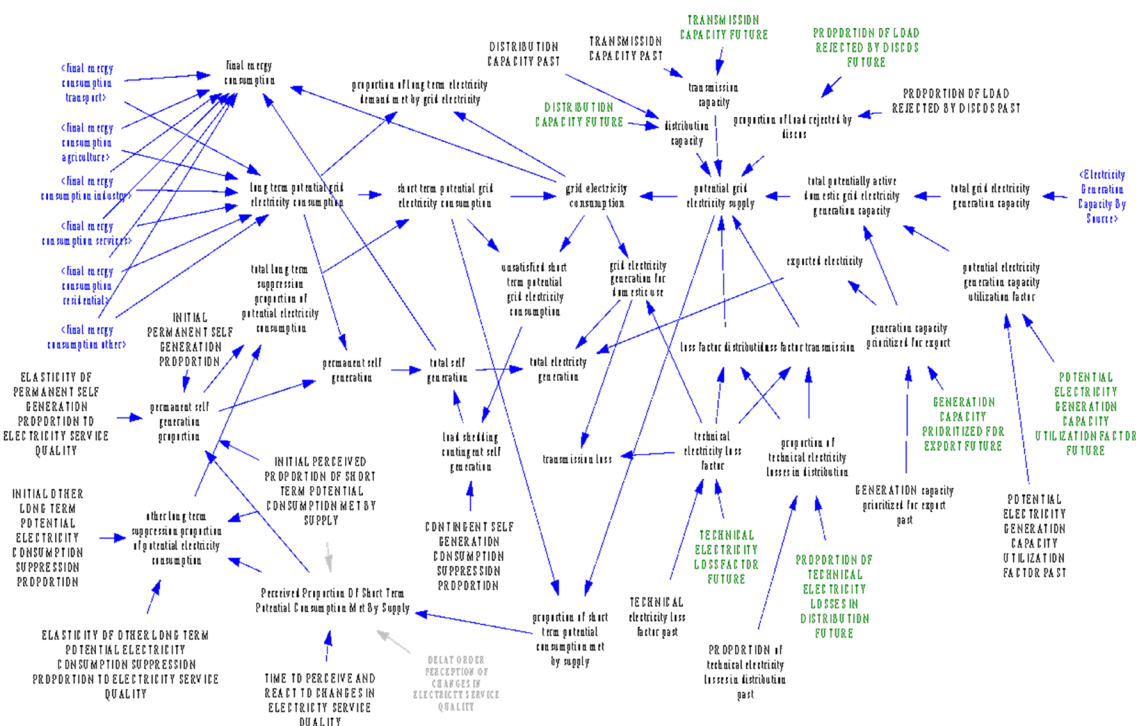 TRANSMISSION
CAPACITY FUTURE
PROPORTION OF LOAD
REJECTED BY DISCOS
FUTURE
DISTRIBUTION
CAPACITY PAST
TRANSMISSION
CAPACITY PAST
<final energy
consumption
transport>
final energy
consumption
proportion of long term electricity
demand met by grid electricity
transmission
capacity
PROPORTION OF LOAD
REJECTED BY DISCOS PAST
DISTRIBUTION
CAPACITY FUTURE
distribution
capacity
proportion of load rejected by
discos
<final energy
consumption
agriculture>
<final energy
consumption industry>
long term potential grid
electricity consumption
short term potential grid
electricity consumption
grid electricity
consumption
potential grid
electricity supply
total potentially active
domestic grid electricity
generation capacity
total grid electricity
generation capacity
<Electricity
Generation
Capacity By
Source>
<final energy
consumption services>
<final energy
consumption
residential>
<final energy
consumption other>
total long term
suppression
proportion of
potential electricity
consumption
unsatisfied short
term potential
grid electricity
consumption
grid electricity
generation for
domestic use
exported electricity
potential electricity
generation capacity
utilization factor
INITIAL
PERMANENT SELF
GENERATION
PROPORTION
generation capacity
prioritized for export
loss factor distribution
loss factor transmission
permanent self
generation
total self
generation
total electricity
generation
ELASTICITY OF
PERMANENT SELF
GENERATION
PROPORTION TO
ELECTRICITY SERVICE
QUALITY
permanent self
generation
proportion
GENERATION
CAPACITY
PRIORITIZED FOR
EXPORT FUTURE
POTENTIAL
ELECTRICITY
GENERATION
CAPACITY
UTILIZATION FACTOR
FUTURE
load shedding
contingent self
generation
transmission loss
technical
electricity loss
factor
proportion of
technical electricity
losses in distribution
INITIAL PERCEIVED
PROPORTION OF SHORT
TERM POTENTIAL
CONSUMPTION MET BY
SUPPLY
GENERATION capacity
prioritized for export
past
POTENTIAL
ELECTRICITY
GENERATION
CAPACITY
UTILIZATION
FACTOR PAST
INITIAL OTHER
LONG TERM
POTENTIAL
ELECTRICITY
CONSUMPTION
SUPPRESSION
PROPORTION
other long term
suppression proportion
of potential electricity
consumption
CONTINGENT SELF
GENERATION
CONSUMPTION
SUPPRESSION
PROPORTION
TECHNICAL
ELECTRICITY
LOSS FACTOR
FUTURE
PROPORTION OF
TECHNICAL
ELECTRICITY
LOSSES IN
DISTRIBUTION
FUTURE
Perceived Proportion Of Short Term
Potential Consumption Met By Supply
proportion of short
term potential
consumption met
by supply
TECHNICAL
electricity loss
factor past
PROPORTION of
technical electricity
losses in distribution
past
ELASTICITY OF OTHER LONG TERM
POTENTIAL ELECTRICITY
CONSUMPTION SUPPRESSION
PROPORTION TO ELECTRICITY SERVICE
QUALITY
TIME TO PERCEIVE AND
REACT TO CHANGES IN
ELECTRICITY SERVICE
QUALITY
DELAY ORDER
PERCEPTION OF
CHANGES IN
ELECTRICTY SERVICE
QUALITY